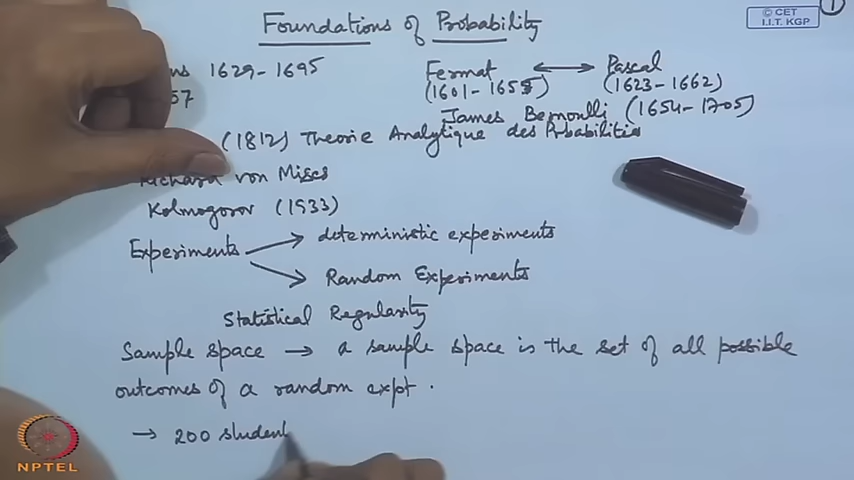 Foundations of Probability
© CET
I.I.T. KGP
1
1629-1695
Fermat ↔ Pascal
57
(1601-1655) (1623-1662)
James Bernoulli (1654-1705)
(1812) Theorie Analytique des Probabilities
Richard von Mises
Kolmogorov (1933)
Experiments → deterministic experiments
→ Random Experiments
Statistical Regularity
Sample space → a sample space is the set of all possible
outcomes of a random expt.
→ 200 student
NPTEL